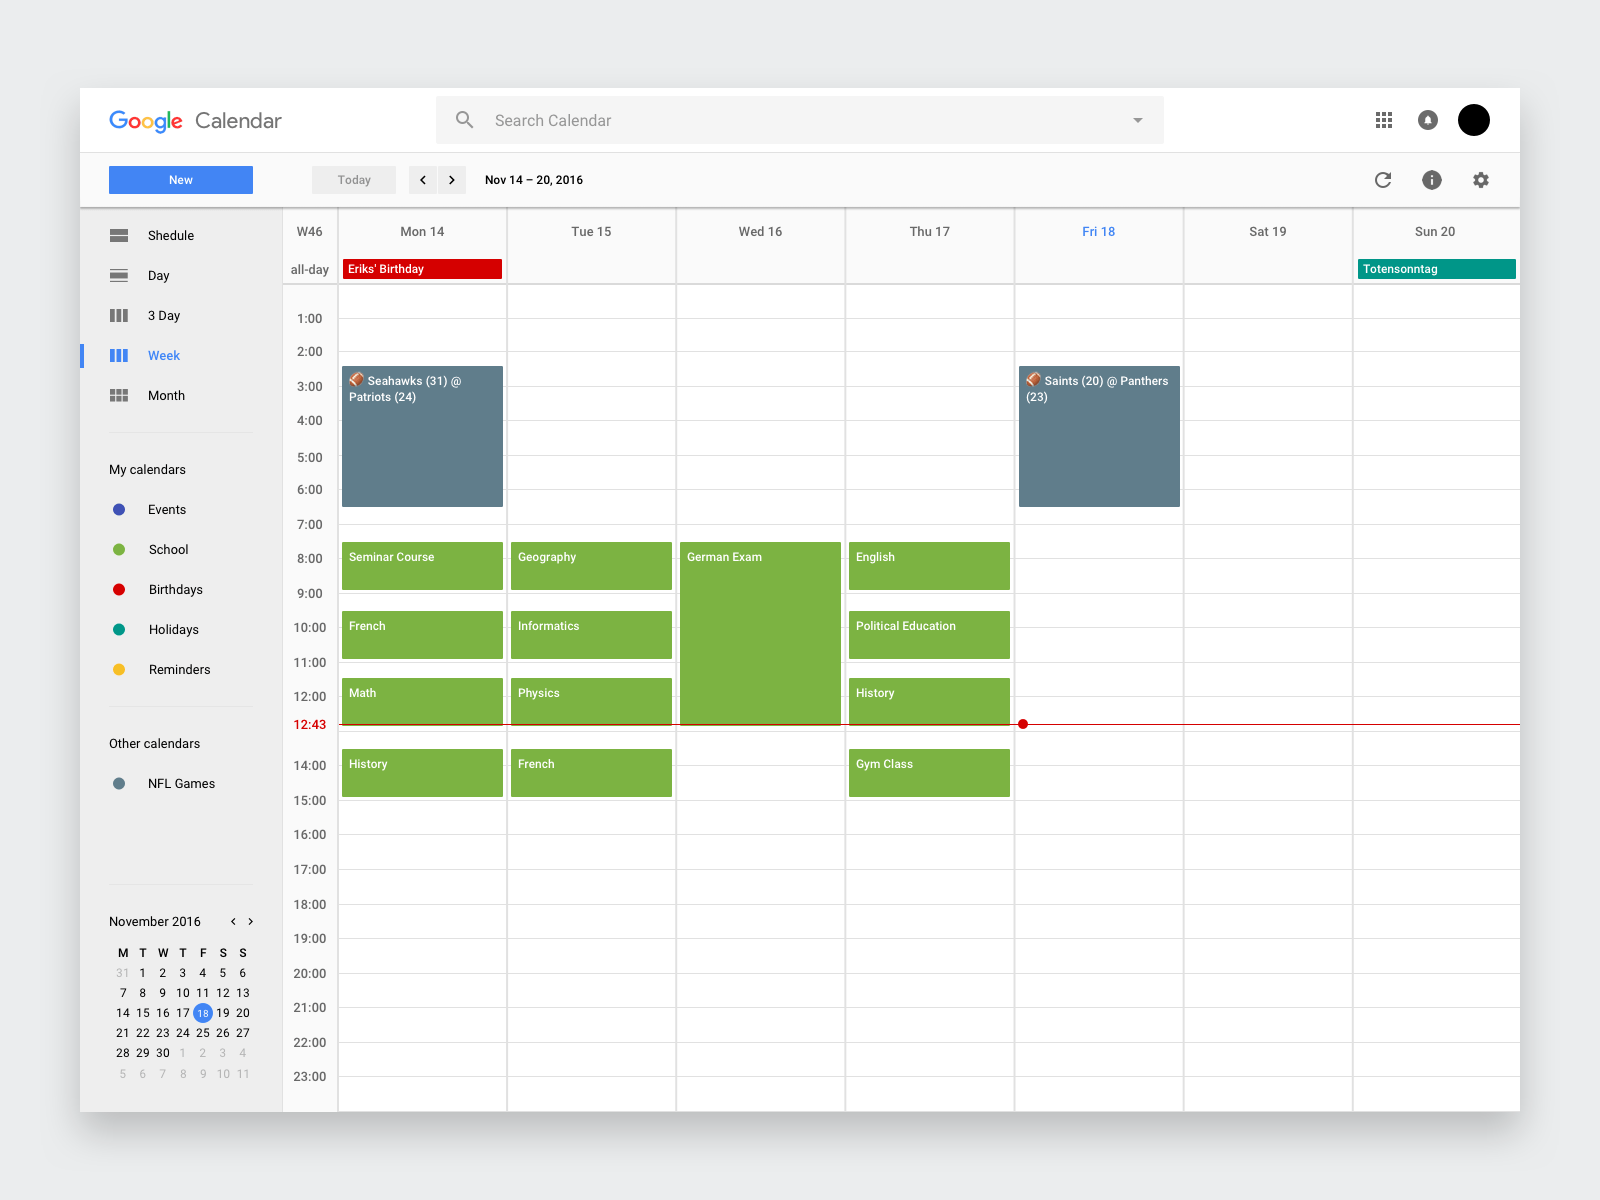 Google Calendar
Search Calendar
New
Today
Nov 14 – 20, 2016
Shedule
Day
3 Day
Week
Month
My calendars
Events
School
Birthdays
Holidays
Reminders
Other calendars
NFL Games
November 2016
M T W T F S S
31 1 2 3 4 5 6
7 8 9 10 11 12 13
14 15 16 17 18 19 20
21 22 23 24 25 26 27
28 29 30 1 2 3 4
5 6 7 8 9 10 11
W46 Mon 14 Tue 15 Wed 16 Thu 17 Fri 18 Sat 19 Sun 20
all-day Eriks' Birthday Totensonntag
1:00
2:00
3:00
4:00
5:00
6:00
7:00
8:00
9:00
10:00
11:00
12:00
12:43
14:00
15:00
16:00
17:00
18:00
19:00
20:00
21:00
22:00
23:00
🏈 Seahawks (31) @
Patriots (24)
Seminar Course
French
Math
History
Geography
Informatics
Physics
French
German Exam
English
Political Education
History
Gym Class
🏈 Saints (20) @ Panthers
(23)